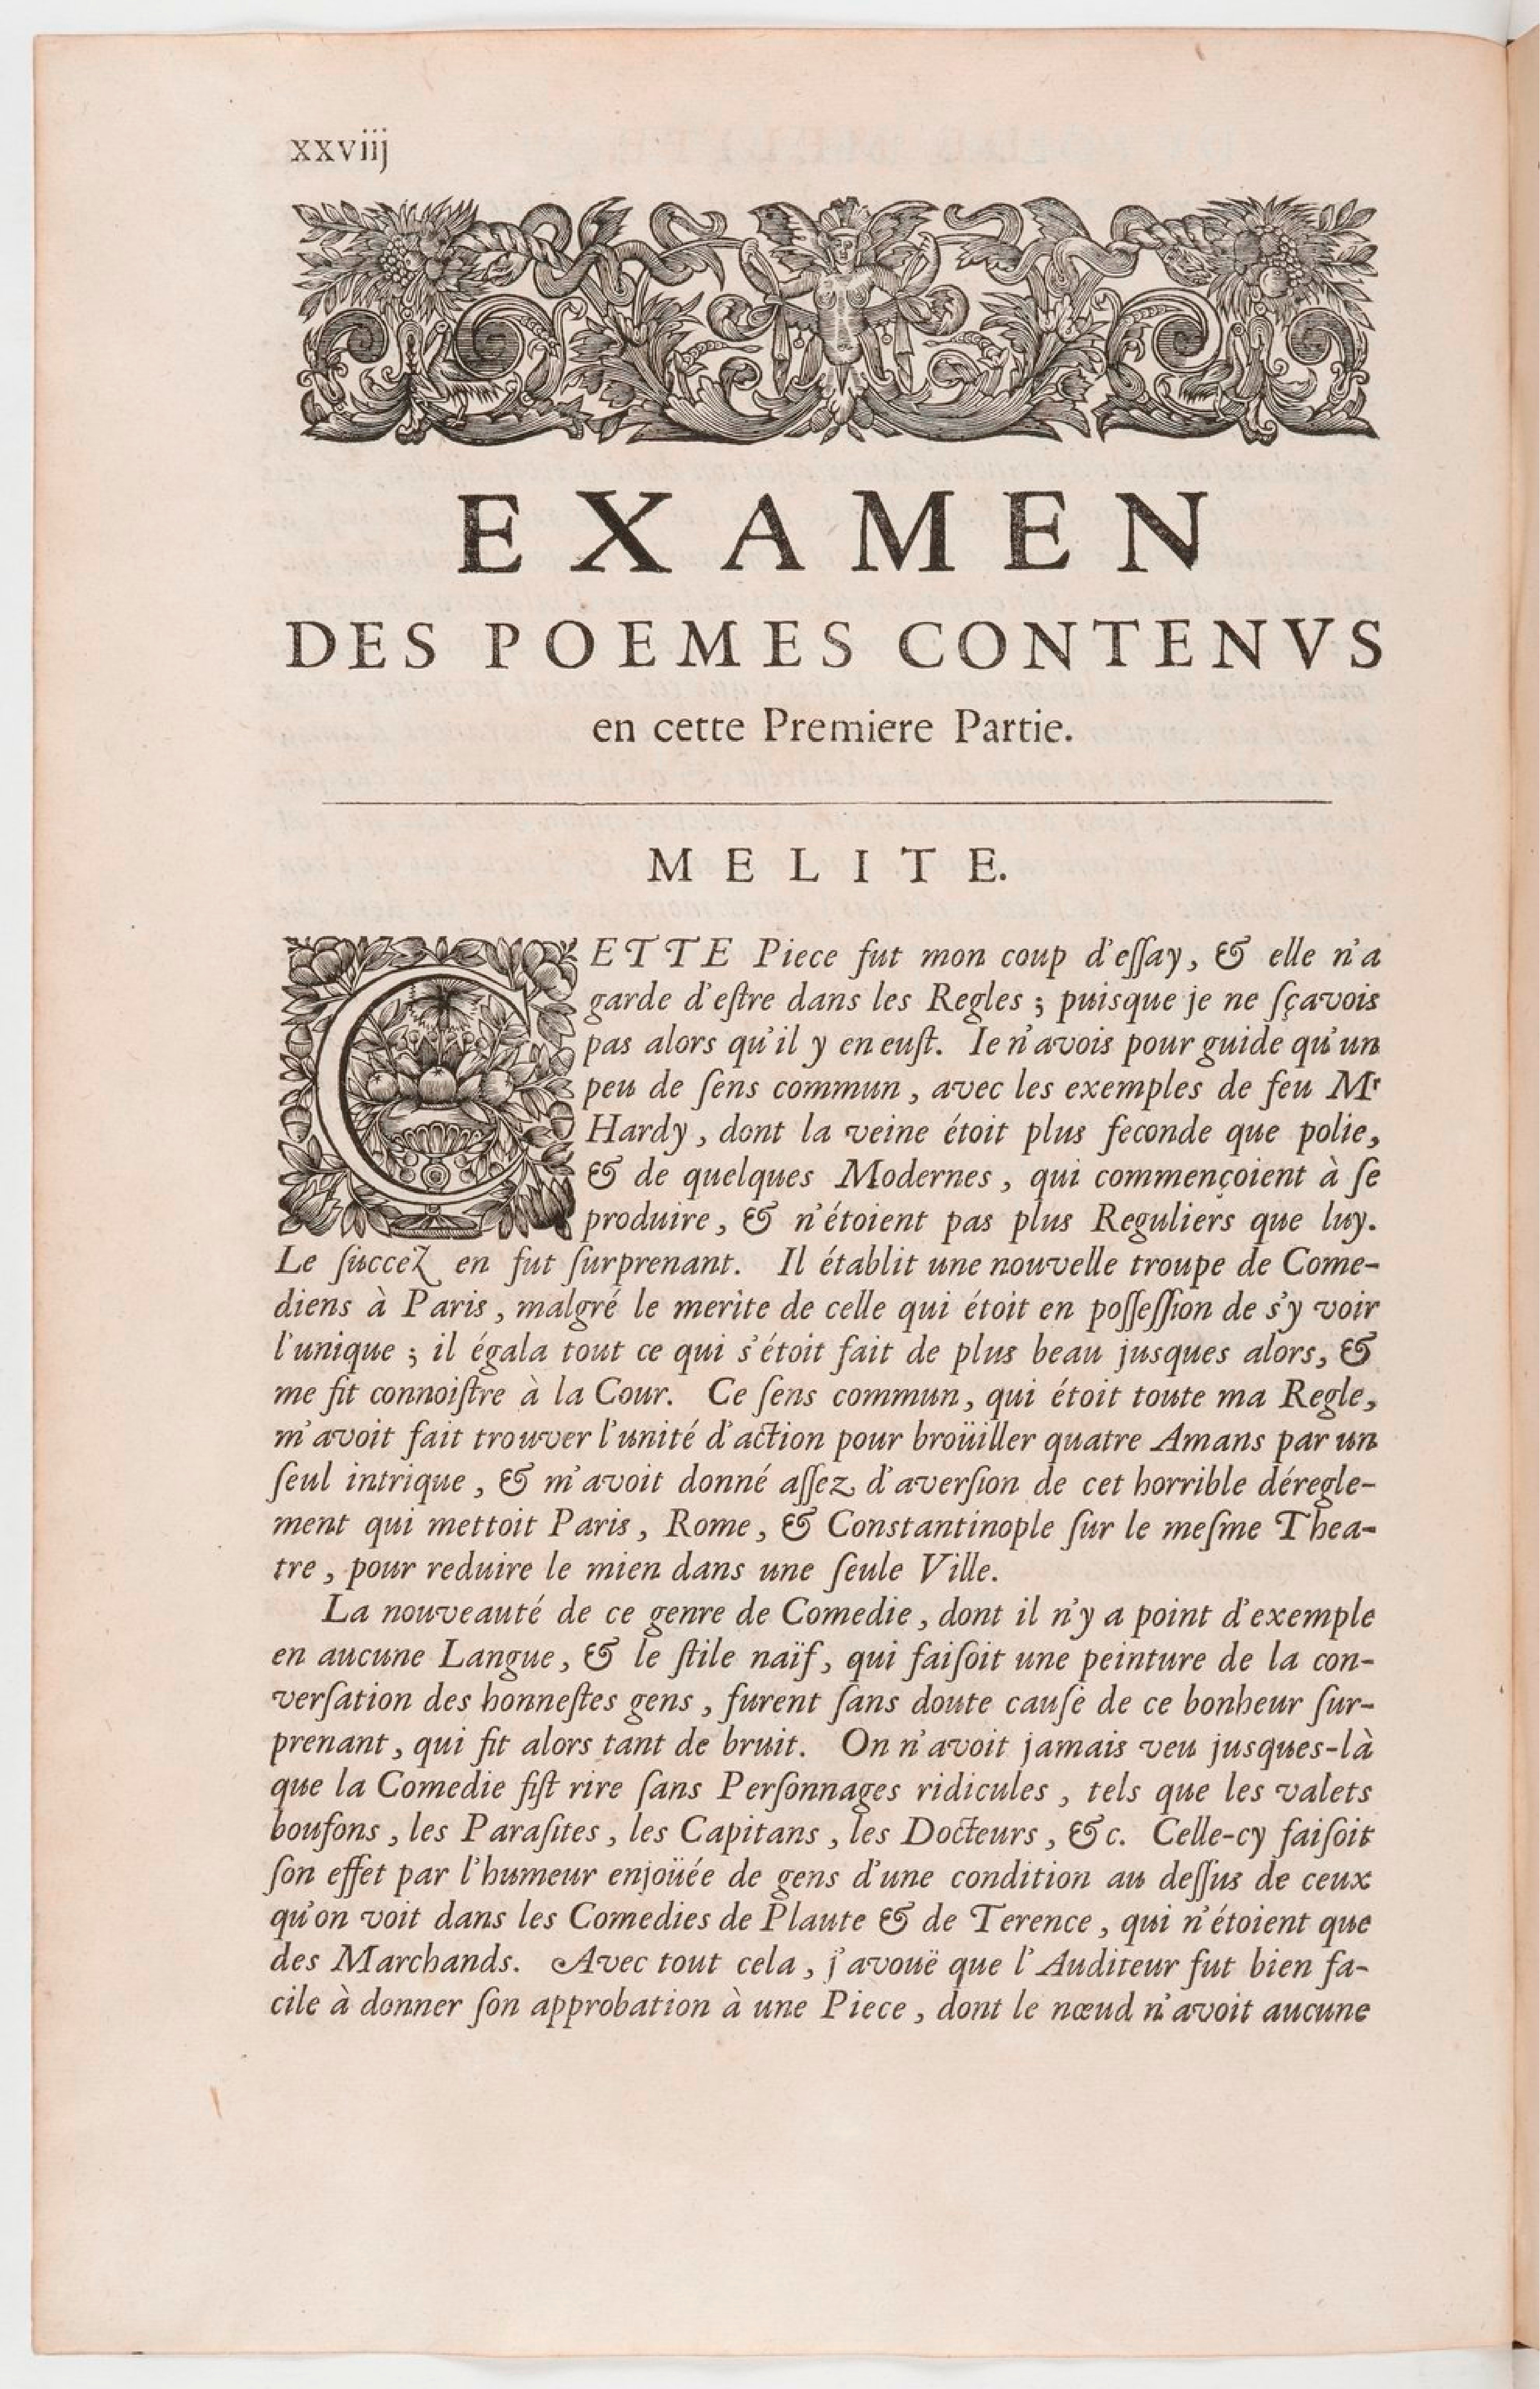 xxviij
EXAMEN
DES POEMES CONTENVS
en cette Premiere Partie.
MELITE.
CETTE Piece fut mon coup d'eſſay, & elle n'a
garde d'eſtre dans les Regles ; puisque je ne ſçavois
pas alors qu'il y en euſt. Ie n'avois pour guide qu'un
peu de ſens commun, avec les exemples de feu Mr
Hardy, dont la veine étoit plus feconde que polie,
& de quelques Modernes, qui commençoient à ſe
produire, & n'étoient pas plus Reguliers que luy.
Le ſuccez en fut ſurprenant. Il établit une nouvelle troupe de Come-
diens à Paris, malgré le merite de celle qui étoit en poſſeſſion de s'y voir
l'unique ; il égala tout ce qui s'étoit fait de plus beau jusques alors, &
me fit connoiſtre à la Cour. Ce ſens commun, qui étoit toute ma Regle,
m'avoit fait trouver l'unité d'action pour broüiller quatre Amans par un
ſeul intrique, & m'avoit donné aſſez d'averſion de cet horrible déregle-
ment qui mettoit Paris, Rome, & Constantinople ſur le meſme Thea-
tre, pour reduire le mien dans une ſeule Ville.
La nouveauté de ce genre de Comedie, dont il n'y a point d'exemple
en aucune Langue, & le ſtile naïf, qui faiſoit une peinture de la con-
verſation des honneſtes gens, furent ſans doute cauſe de ce bonheur ſur-
prenant, qui fit alors tant de bruit. On n'avoit jamais veu jusques-là
que la Comedie fiſt rire ſans Perſonnages ridicules, tels que les valets
boufons, les Paraſites, les Capitans, les Docteurs, &c. Celle-cy faiſoit
ſon effet par l'humeur enjoüée de gens d'une condition au deſſus de ceux
qu'on voit dans les Comedies de Plaute & de Terence, qui n'étoient que
des Marchands. Avec tout cela, j'avouë que l'Auditeur fut bien fa-
cile à donner ſon approbation à une Piece, dont le nœud n'avoit aucune